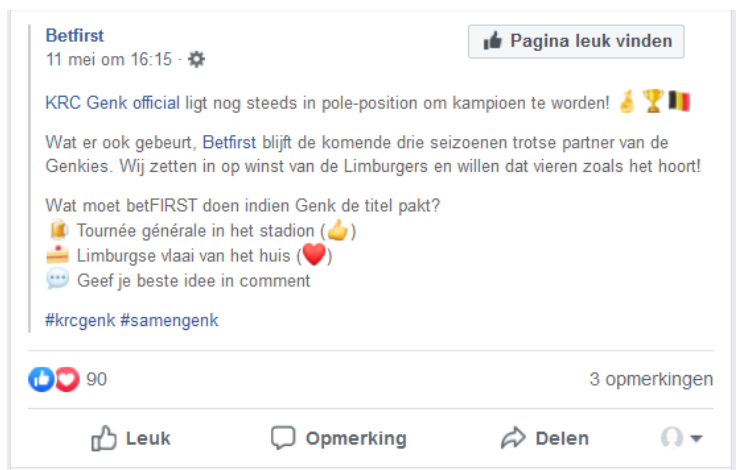 Betfirst
Pagina leuk vinden
11 mei om 16:15 ·
KRC Genk official ligt nog steeds in pole-position om kampioen te worden! 🤞🏆🇧🇪
Wat er ook gebeurt, Betfirst blijft de komende drie seizoenen trotse partner van de
Genkies. Wij zetten in op winst van de Limburgers en willen dat vieren zoals het hoort!
Wat moet betFIRST doen indien Genk de titel pakt?
🍺 Tournée générale in het stadion (👍)
🍰 Limburgse vlaai van het huis (❤️)
💬 Geef je beste idee in comment
#krcgenk #samengenk
90
3 opmerkingen
Leuk
Opmerking
Delen